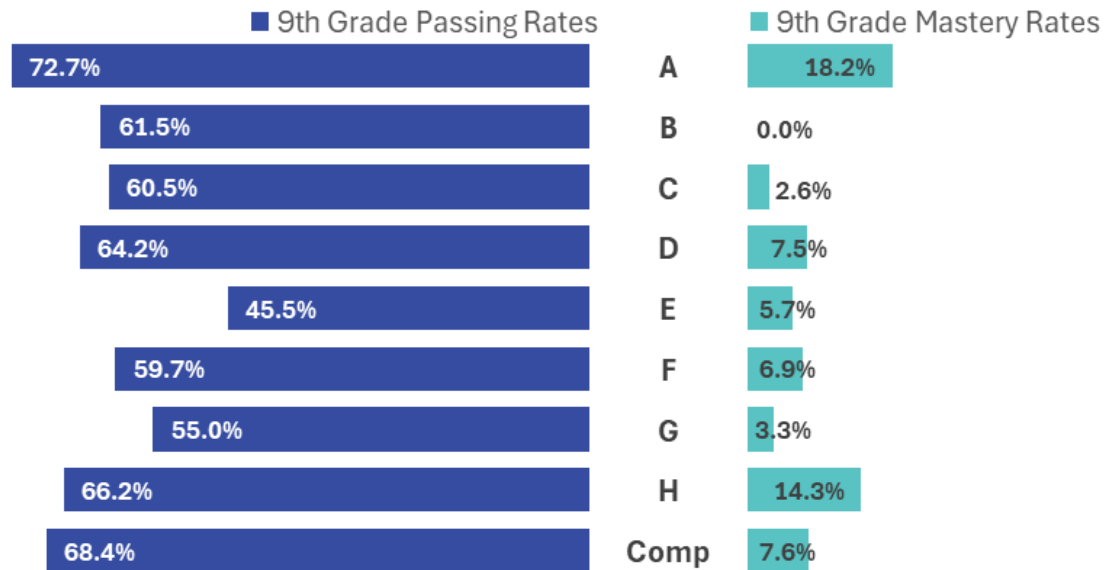 9th Grade Passing Rates 9th Grade Mastery Rates
72.7% A 18.2%
61.5% B 0.0%
60.5% C 2.6%
64.2% D 7.5%
45.5% E 5.7%
59.7% F 6.9%
55.0% G 3.3%
66.2% H 14.3%
68.4% Comp 7.6%